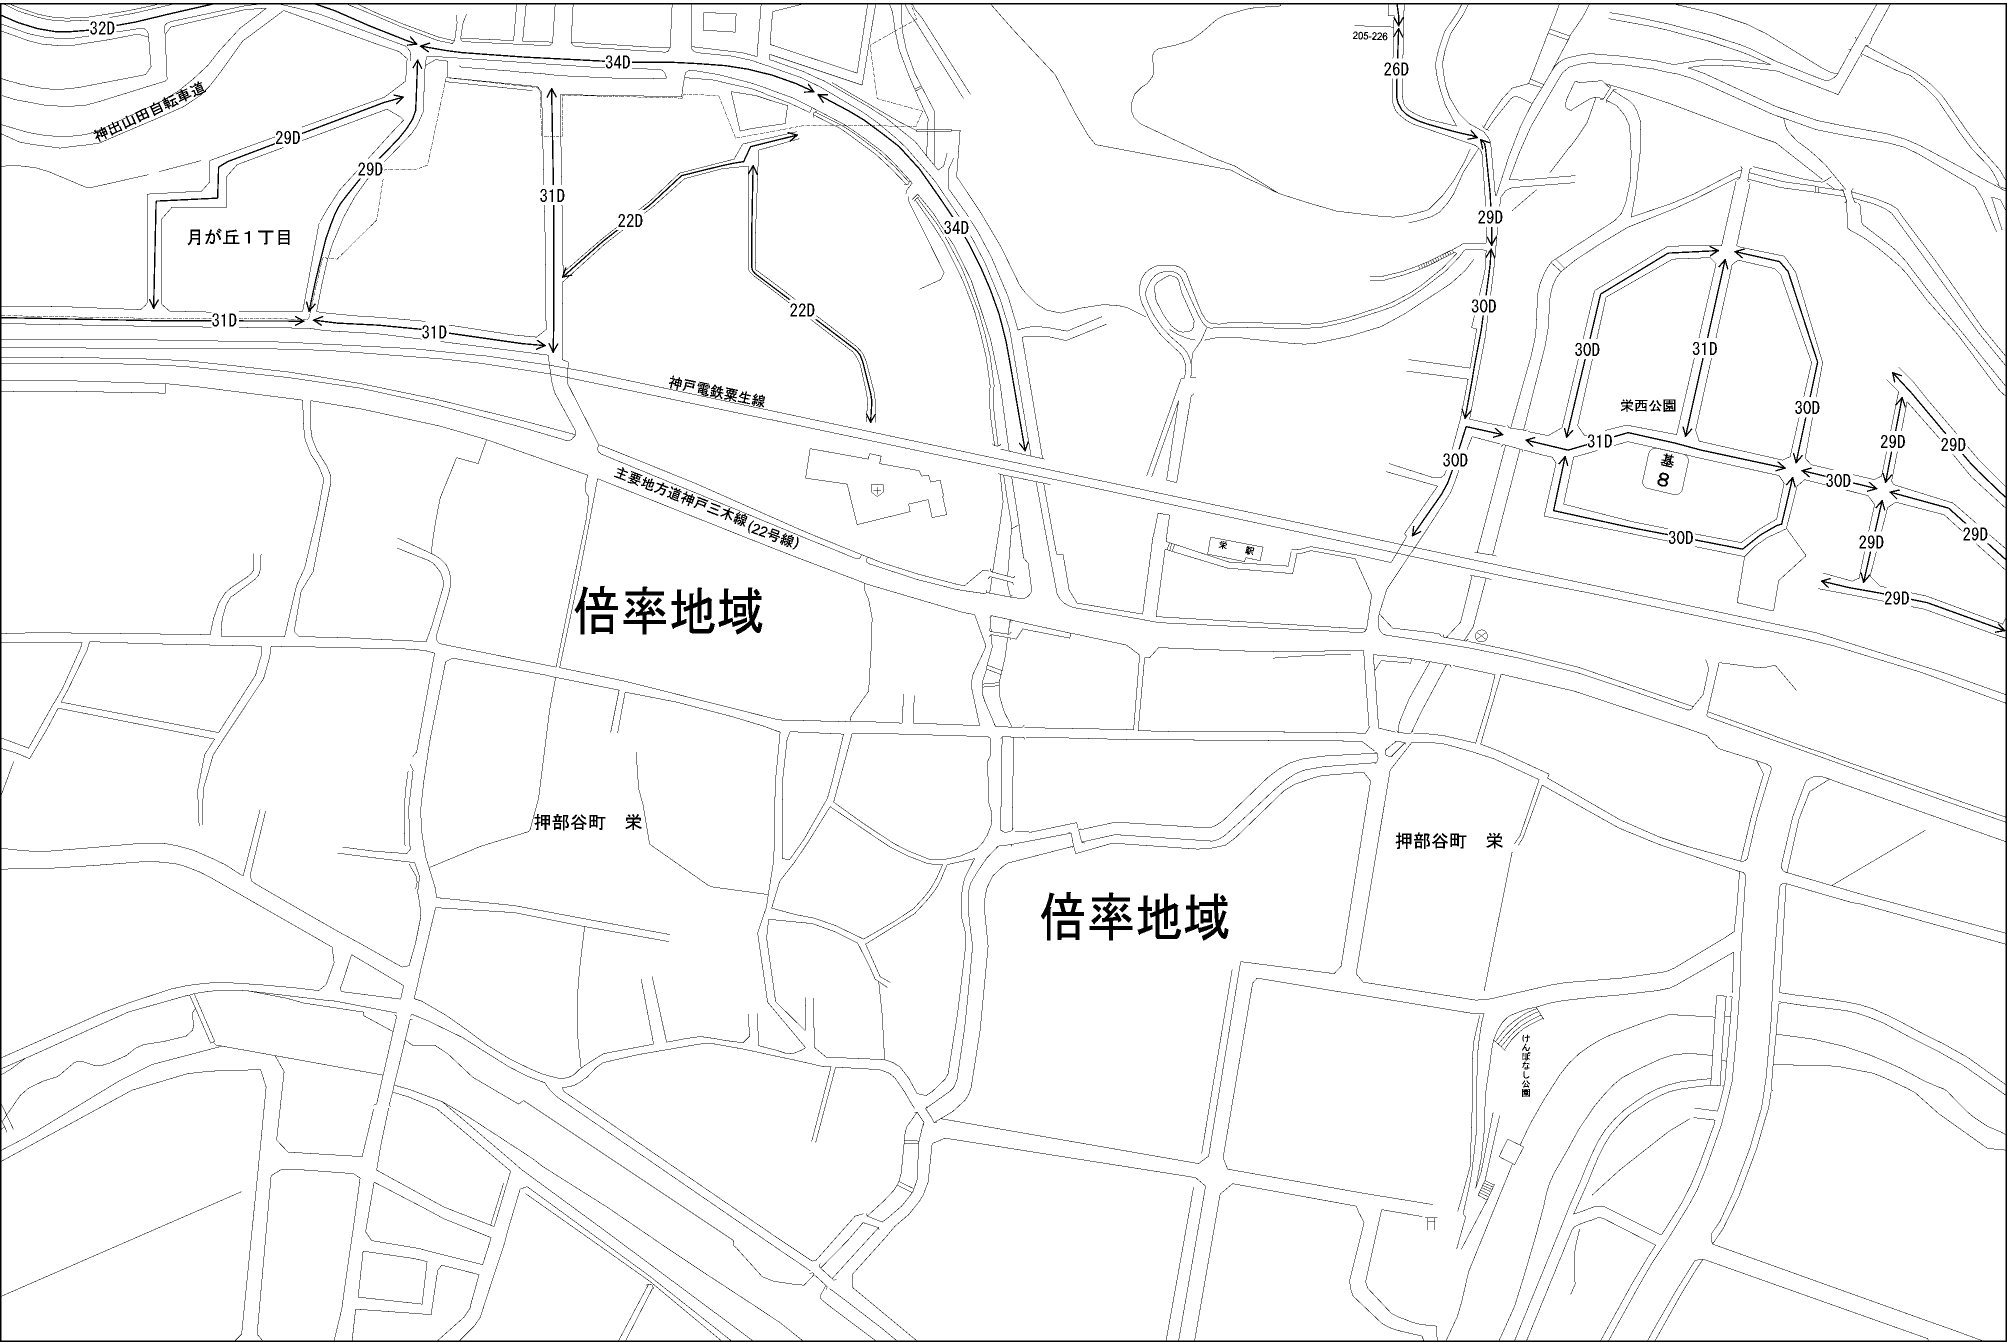 32D
205-226
34D
26D
神出山田自転車道
29D
29D
31D
22D
29D
34D
月が丘1丁目
30D
22D
31D
31D
30D
31D
神戸電鉄粟生線
栄西公園
30D
31D
29D
29D
30D
基
8
30D
主要地方道神戸三木線(22号線)
30D
29D
29D
栄 駅
29D
倍率地域
押部谷町 栄
押部谷町 栄
倍率地域
けんぽなし公園